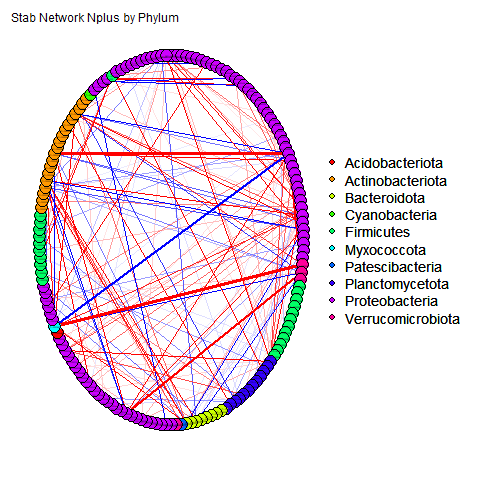 Stab Network Nplus by Phylum
Acidobacteriota
Actinobacteriota
Bacteroidota
Cyanobacteria
Firmicutes
Myxococcota
Patescibacteria
Planctomycetota
Proteobacteria
Verrucomicrobiota